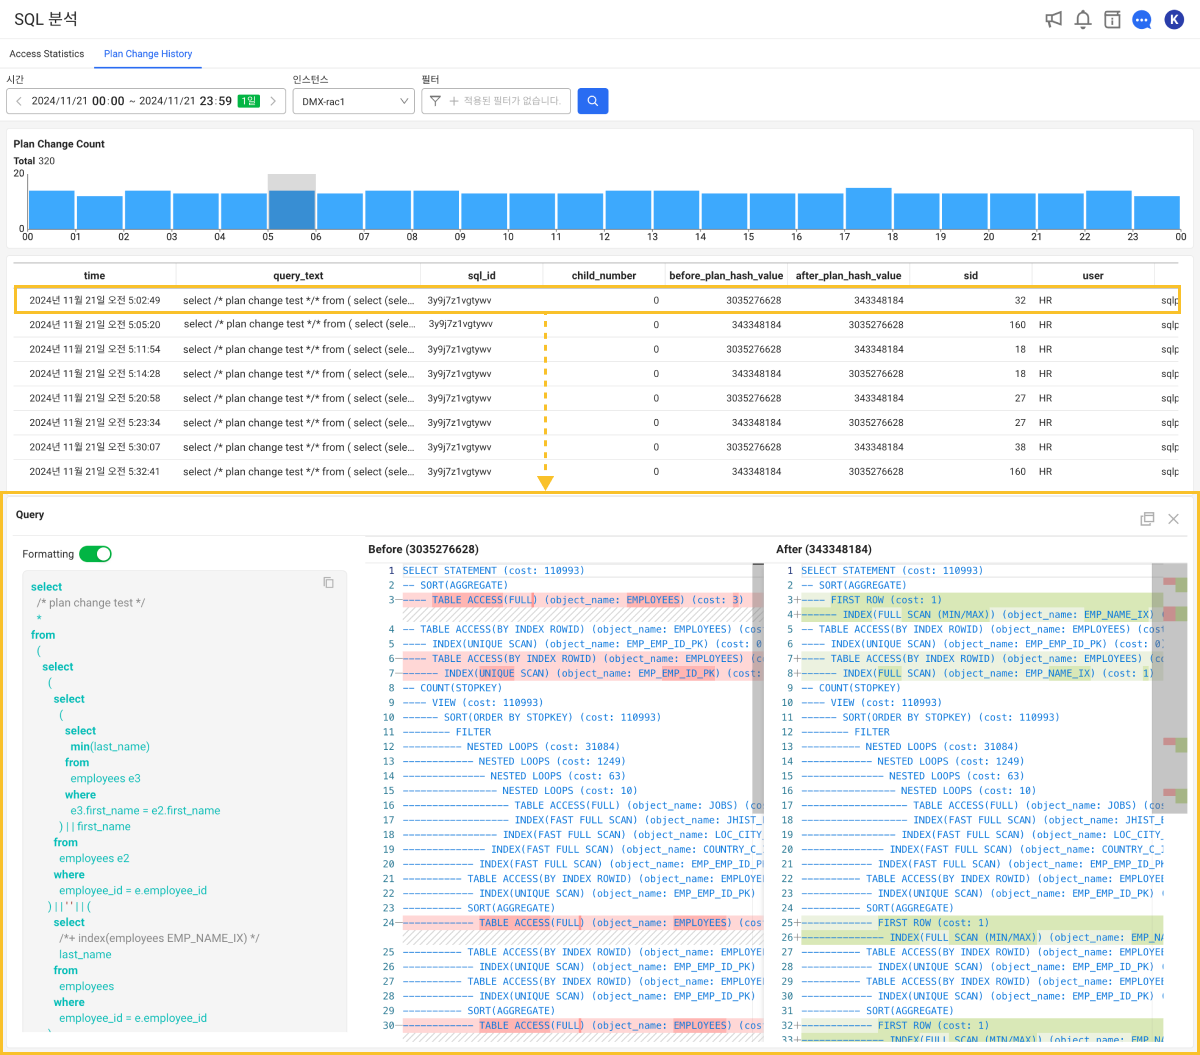 SQL 분석
K
Access Statistics Plan Change History
시간 인스턴스 필터
2024/11/21 00:00 ~ 2024/11/21 23:59 1일 DMX-rac1 적용된 필터가 없습니다.
Plan Change Count
Total 320
20
0
00 01 02 03 04 05 06 07 08 09 10 11 12 13 14 15 16 17 18 19 20 21 22 23 00
time query_text sql_id child_number before_plan_hash_value after_plan_hash_value sid user
2024년 11월 21일 오전 5:02:49 select /* plan change test */* from ( select (sele... 3y9j7z1vgtywv 0 3035276628 343348184 32 HR sqlp
2024년 11월 21일 오전 5:05:20 select /* plan change test */* from ( select (sele... 3y9j7z1vgtywv 0 343348184 3035276628 160 HR sqlp
2024년 11월 21일 오전 5:11:54 select /* plan change test */* from ( select (sele... 3y9j7z1vgtywv 0 3035276628 343348184 18 HR sqlp
2024년 11월 21일 오전 5:14:28 select /* plan change test */* from ( select (sele... 3y9j7z1vgtywv 0 343348184 3035276628 18 HR sqlp
2024년 11월 21일 오전 5:20:58 select /* plan change test */* from ( select (sele... 3y9j7z1vgtywv 0 3035276628 343348184 27 HR sqlp
2024년 11월 21일 오전 5:23:34 select /* plan change test */* from ( select (sele... 3y9j7z1vgtywv 0 343348184 3035276628 27 HR sqlp
2024년 11월 21일 오전 5:30:07 select /* plan change test */* from ( select (sele... 3y9j7z1vgtywv 0 3035276628 343348184 38 HR sqlp
2024년 11월 21일 오전 5:32:41 select /* plan change test */* from ( select (sele... 3y9j7z1vgtywv 0 343348184 3035276628 160 HR sqlp
Query
Formatting
select
/* plan change test */
*
from
(
select
(
select
(
select
min(last_name)
from
employees e3
where
e3.first_name = e2.first_name
) || first_name
from
employees e2
where
employee_id = e.employee_id
) || ' ' || (
select
/*+ index(employees EMP_NAME_IX) */
last_name
from
employees
where
employee_id = e.employee_id
Before (3035276628)
1 SELECT STATEMENT (cost: 110993)
2 -- SORT(AGGREGATE)
3 ---- TABLE ACCESS(FULL) (object_name: EMPLOYEES) (cost: 3)
4 -- TABLE ACCESS(BY INDEX ROWID) (object_name: EMPLOYEES) (cos
5 ---- INDEX(UNIQUE SCAN) (object_name: EMP_EMP_ID_PK) (cost: 0
6 ---- TABLE ACCESS(BY INDEX ROWID) (object_name: EMPLOYEES) (c
7 ------ INDEX(UNIQUE SCAN) (object_name: EMP_EMP_ID_PK) (cost:
8 -- COUNT(STOPKEY)
9 ---- VIEW (cost: 110993)
10 ------ SORT(ORDER BY STOPKEY) (cost: 110993)
11 -------- FILTER
12 ---------- NESTED LOOPS (cost: 31084)
13 ------------ NESTED LOOPS (cost: 1249)
14 -------------- NESTED LOOPS (cost: 63)
15 ---------------- NESTED LOOPS (cost: 10)
16 ------------------ TABLE ACCESS(FULL) (object_name: JOBS) (co
17 ------------------ INDEX(FAST FULL SCAN) (object_name: JHIST_
18 ---------------- INDEX(FAST FULL SCAN) (object_name: LOC_CITY_
19 -------------- INDEX(FAST FULL SCAN) (object_name: COUNTRY_C_
20 ------------ INDEX(FAST FULL SCAN) (object_name: EMP_EMP_ID_P
21 ---------- TABLE ACCESS(BY INDEX ROWID) (object_name: EMPLOYE
22 ------------ INDEX(UNIQUE SCAN) (object_name: EMP_EMP_ID_PK)
23 ---------- SORT(AGGREGATE)
24 ------------ TABLE ACCESS(FULL) (object_name: EMPLOYEES) (cos
25 ---------- TABLE ACCESS(BY INDEX ROWID) (object_name: EMPLOYE
26 ------------ INDEX(UNIQUE SCAN) (object_name: EMP_EMP_ID_PK)
27 ---------- TABLE ACCESS(BY INDEX ROWID) (object_name: EMPLOYE
28 ------------ INDEX(UNIQUE SCAN) (object_name: EMP_EMP_ID_PK)
29 ---------- SORT(AGGREGATE)
30 ------------ TABLE ACCESS(FULL) (object_name: EMPLOYEES) (cos
After (343348184)
1 SELECT STATEMENT (cost: 110993)
2 -- SORT(AGGREGATE)
3+ ---- FIRST ROW (cost: 1)
4+ ------ INDEX(FULL SCAN (MIN/MAX)) (object_name: EMP_NAME_IX)
5 -- TABLE ACCESS(BY INDEX ROWID) (object_name: EMPLOYEES) (cos
6 ---- INDEX(UNIQUE SCAN) (object_name: EMP_EMP_ID_PK) (cost: 0
7+ ---- TABLE ACCESS(BY INDEX ROWID) (object_name: EMPLOYEES) (c
8+ ------ INDEX(FULL SCAN) (object_name: EMP_NAME_IX) (cost: 1)
9 -- COUNT(STOPKEY)
10 ---- VIEW (cost: 110993)
11 ------ SORT(ORDER BY STOPKEY) (cost: 110993)
12 -------- FILTER
13 ---------- NESTED LOOPS (cost: 31084)
14 ------------ NESTED LOOPS (cost: 1249)
15 -------------- NESTED LOOPS (cost: 63)
16 ---------------- NESTED LOOPS (cost: 10)
17 ------------------ TABLE ACCESS(FULL) (object_name: JOBS) (co
18 ------------------ INDEX(FAST FULL SCAN) (object_name: JHIST_
19 ---------------- INDEX(FAST FULL SCAN) (object_name: LOC_CITY_
20 -------------- INDEX(FAST FULL SCAN) (object_name: COUNTRY_C_
21 ------------ INDEX(FAST FULL SCAN) (object_name: EMP_EMP_ID_P
22 ---------- TABLE ACCESS(BY INDEX ROWID) (object_name: EMPLOYE
23 ------------ INDEX(UNIQUE SCAN) (object_name: EMP_EMP_ID_PK)
24 ---------- SORT(AGGREGATE)
25+ ------------ FIRST ROW (cost: 1)
26+ -------------- INDEX(FULL SCAN (MIN/MAX)) (object_name: EMP_NA
27 ---------- TABLE ACCESS(BY INDEX ROWID) (object_name: EMPLOYE
28 ------------ INDEX(UNIQUE SCAN) (object_name: EMP_EMP_ID_PK)
29 ---------- TABLE ACCESS(BY INDEX ROWID) (object_name: EMPLOYE
30 ------------ INDEX(UNIQUE SCAN) (object_name: EMP_EMP_ID_PK)
31 ---------- SORT(AGGREGATE)
32+ ------------ FIRST ROW (cost: 1)
33+ -------------- INDEX(FULL SCAN (MIN/MAX)) (object_name: EMP_NA